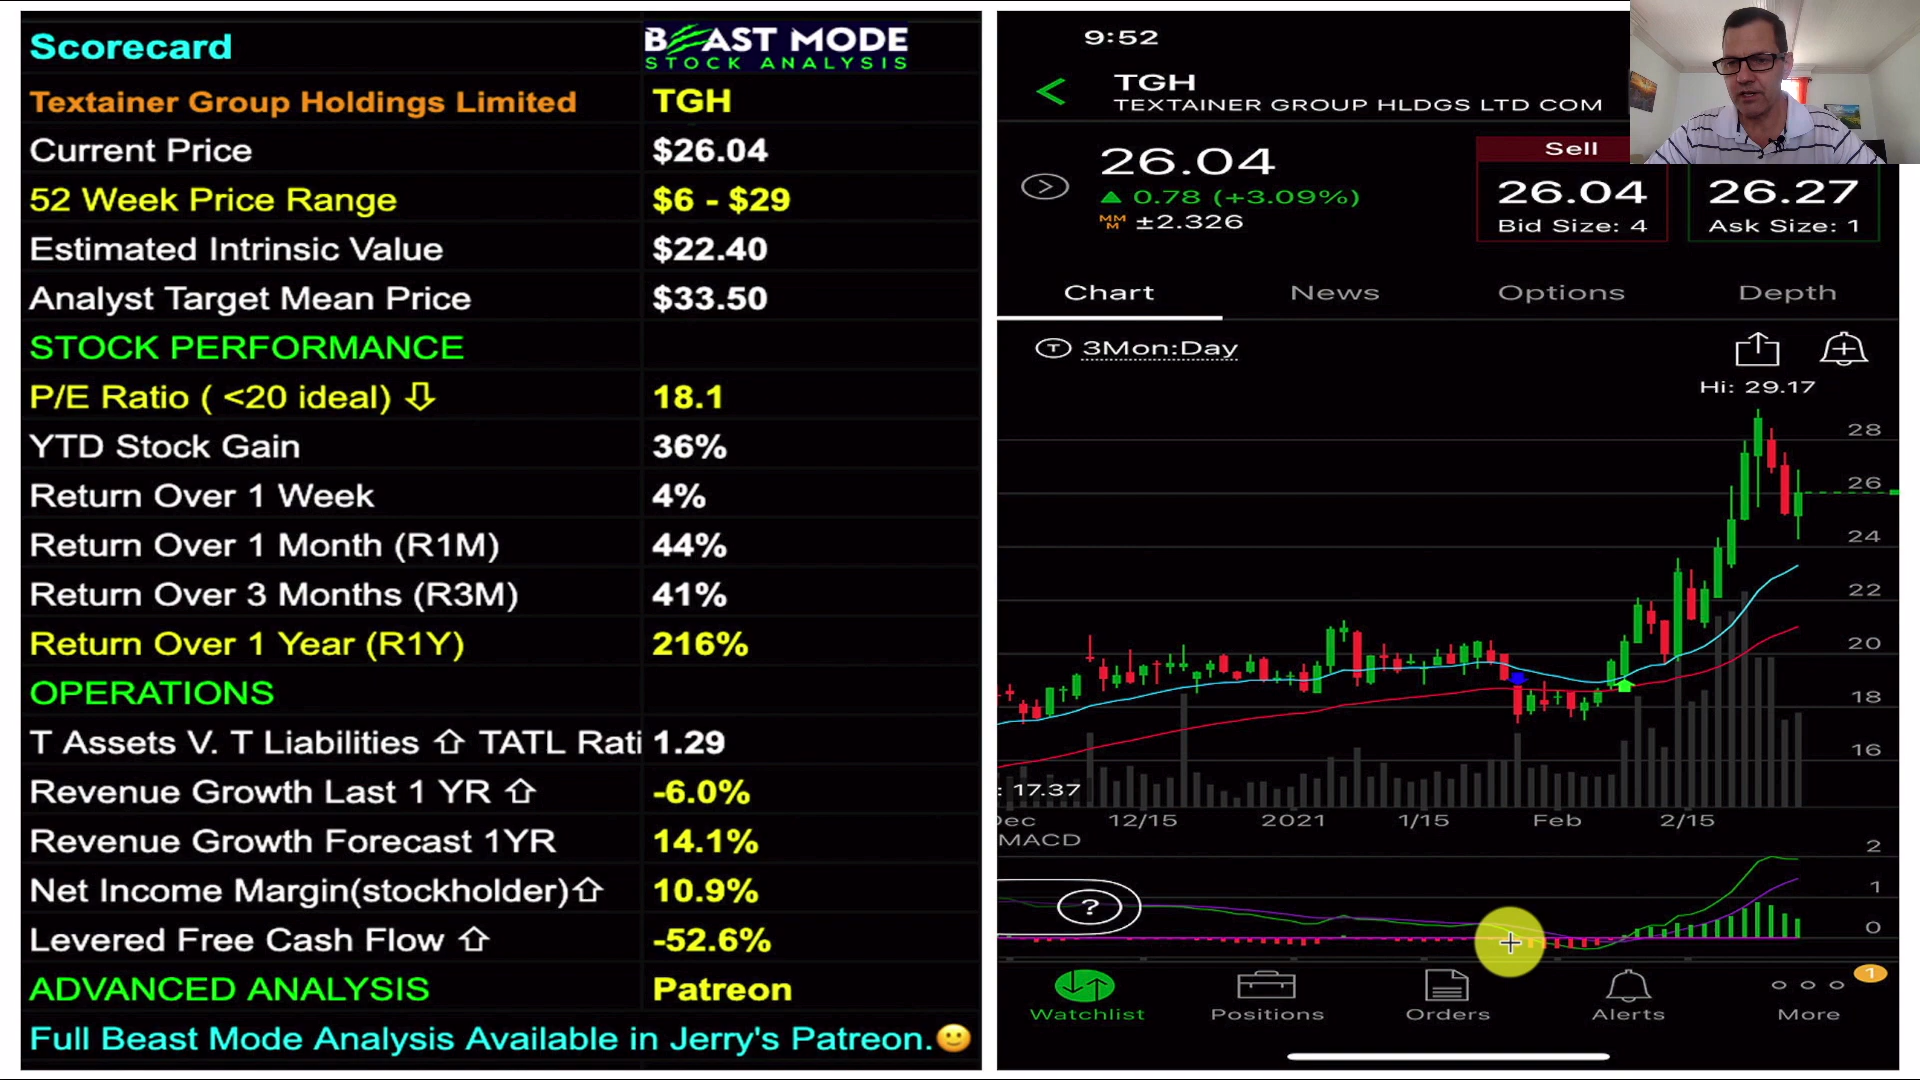 Scorecard
BEAST MODE
STOCK ANALYSIS
Textainer Group Holdings Limited TGH
Current Price $26.04
52 Week Price Range $6 - $29
Estimated Intrinsic Value $22.40
Analyst Target Mean Price $33.50
STOCK PERFORMANCE
P/E Ratio ( <20 ideal) ⇩ 18.1
YTD Stock Gain 36%
Return Over 1 Week 4%
Return Over 1 Month (R1M) 44%
Return Over 3 Months (R3M) 41%
Return Over 1 Year (R1Y) 216%
OPERATIONS
T Assets V. T Liabilities ⇧ TATL Rati 1.29
Revenue Growth Last 1 YR ⇧ -6.0%
Revenue Growth Forecast 1YR 14.1%
Net Income Margin(stockholder)⇧ 10.9%
Levered Free Cash Flow ⇧ -52.6%
ADVANCED ANALYSIS Patreon
Full Beast Mode Analysis Available in Jerry's Patreon.🙂
9:52
TGH
TEXTAINER GROUP HLDGS LTD COM
26.04
0.78 (+3.09%)
MMM ±2.326
Sell
26.04
Bid Size: 4
26.27
Ask Size: 1
Chart News Options Depth
T 3Mon:Day
Hi: 29.17
28
26
24
22
20
18
16
: 17.37
Dec 12/15 2021 1/15 Feb 2/15
MACD
2
1
0
?
1
Watchlist Positions Orders Alerts More